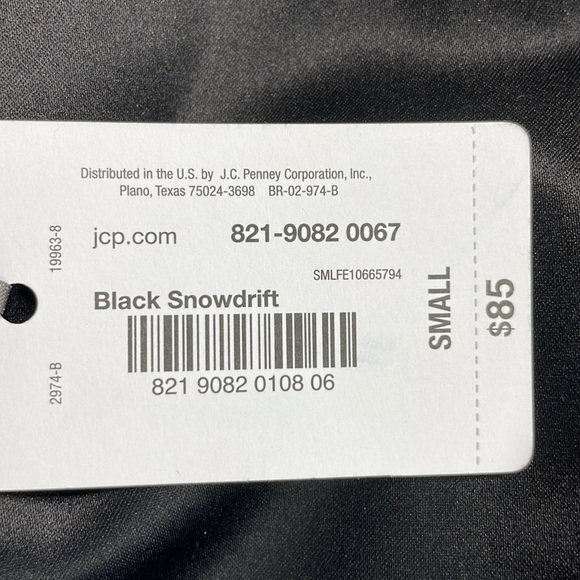 Distributed in the U.S. by J.C. Penney Corporation, Inc.,
Plano, Texas 75024-3698 BR-02-974-B
jcp.com 821-9082 0067
SMLFE10665794
Black Snowdrift
821 9082 0108 06
19963-8
2974-B
SMALL
$85